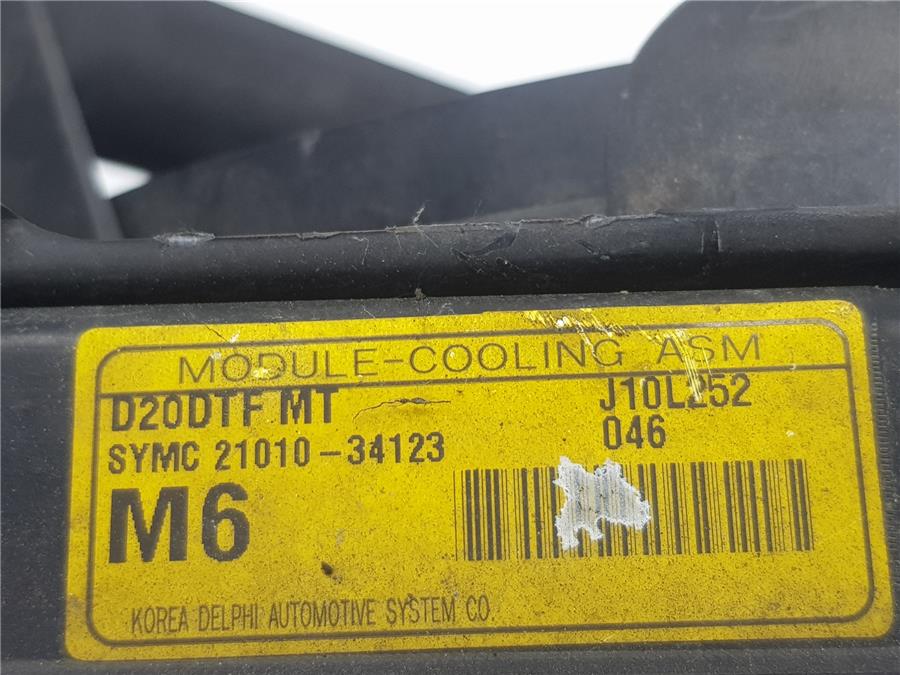 MODULE-COOLING ASM
D20DTF MT J10L252
SYMC 21010-34123 046
M6
KOREA DELPHI AUTOMOTIVE SYSTEM CO.